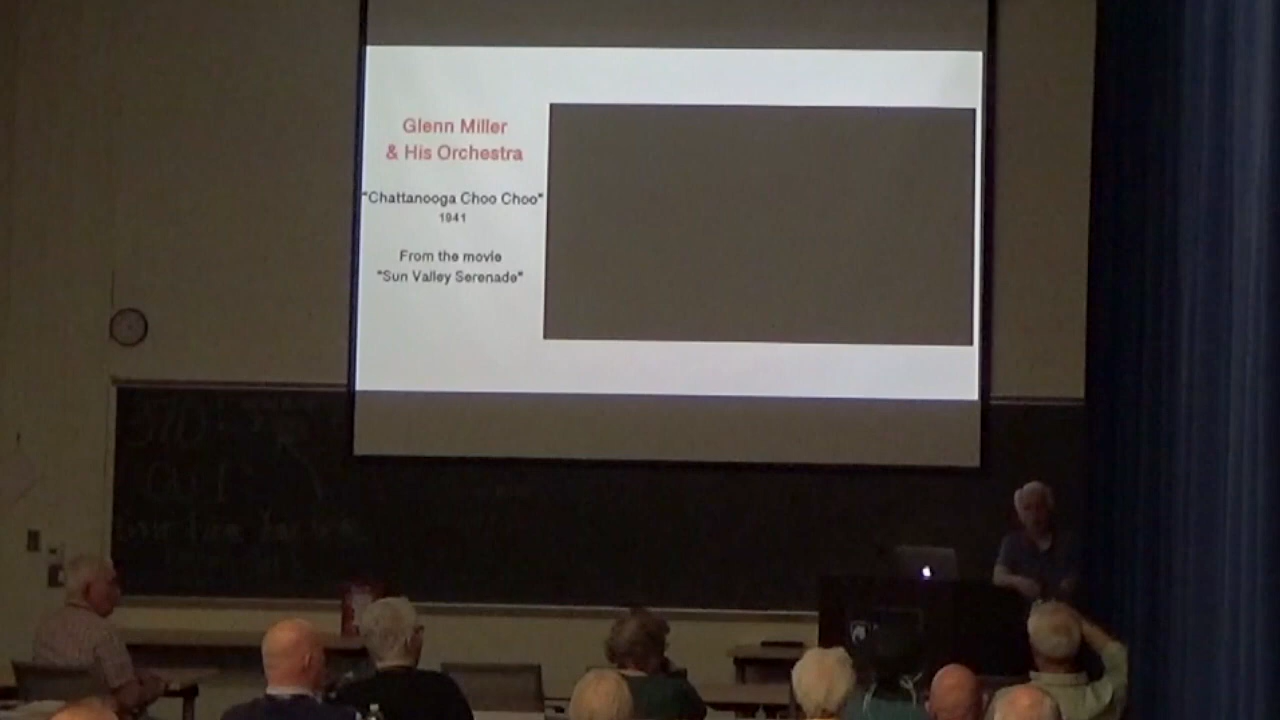 Glenn Miller
& His Orchestra
"Chattanooga Choo Choo"
1941
From the movie
"Sun Valley Serenade"